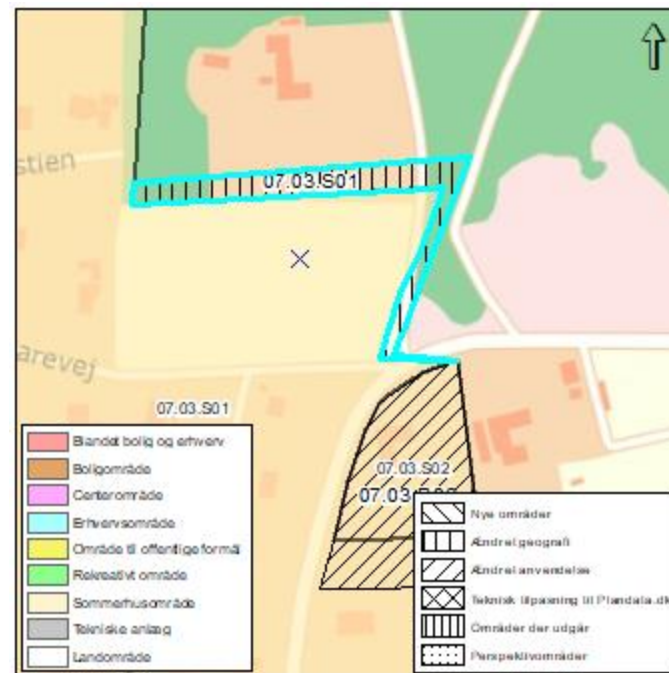 stien
07.03.S01
arevej
07.03.S01
07.03.S02
07.03.
Blandet bolig og erhverv
Boligområde
Centerområde
Erhvervsområde
Område til offentlige formål
Rekreativt område
Sommerhusområde
Tekniske anlæg
Landområde
Nye områder
Ændret geografi
Ændret anvendelse
Teknisk tilpasning til Plandata.dk
Områder der udgår
Perspektivområder